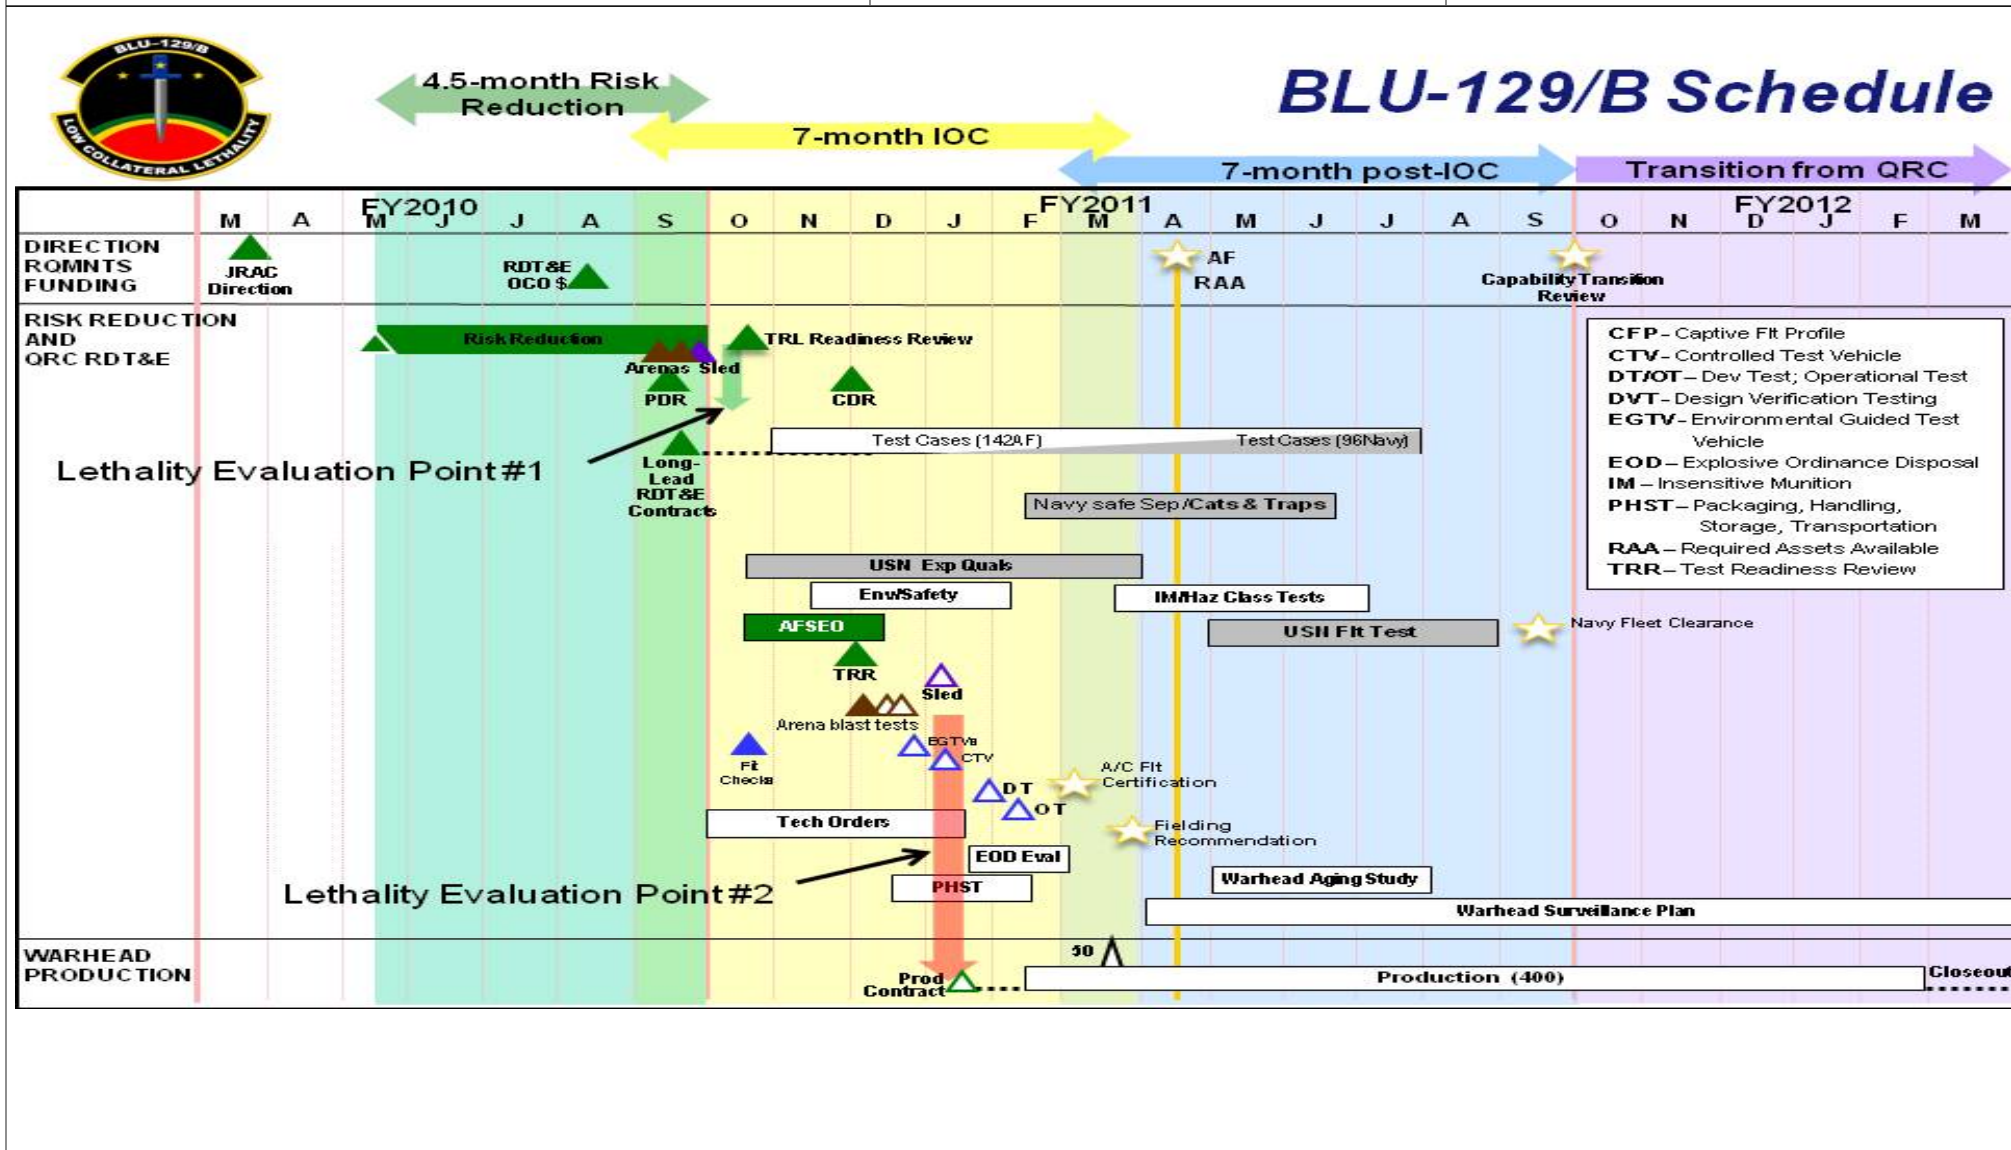 BLU-129/B
LOW COLLATERAL LETHALITY
4.5-month Risk
Reduction
7-month IOC
BLU-129/B Schedule
7-month post-IOC
Transition from QRC
FY2010
FY2011
FY2012
M A M J J A S O N D J F M A M J J A S O N D J F M
DIRECTION
RQMNTS
FUNDING
JRAC
Direction
RDT&E
OCO $
AF
RAA
Capability Transition
Review
RISK REDUCTION
AND
QRC RDT&E
Risk Reduction
TRL Readiness Review
Arenas Sled
PDR
CDR
Test Cases (142AF)
Test Cases (96Navy)
Lethality Evaluation Point #1
Long-
Lead
RDT&E
Contracts
Navy safe Sep/Cats & Traps
USN Exp Quals
Env/Safety
IM/Haz Class Tests
AFSEO
USN Flt Test
Navy Fleet Clearance
TRR
Sled
Arena blast tests
EGTVs
CTV
Fit
Checks
A/C Flt
Certification
DT
OT
Tech Orders
Fielding
Recommendation
EOD Eval
Lethality Evaluation Point #2
PHST
Warhead Aging Study
Warhead Surveillance Plan
CFP - Captive Flt Profile
CTV - Controlled Test Vehicle
DT/OT – Dev Test; Operational Test
DVT - Design Verification Testing
EGTV - Environmental Guided Test
Vehicle
EOD – Explosive Ordinance Disposal
IM – Insensitive Munition
PHST – Packaging, Handling,
Storage, Transportation
RAA – Required Assets Available
TRR – Test Readiness Review
WARHEAD
PRODUCTION
50
Prod
Contract
Production (400)
Closeout